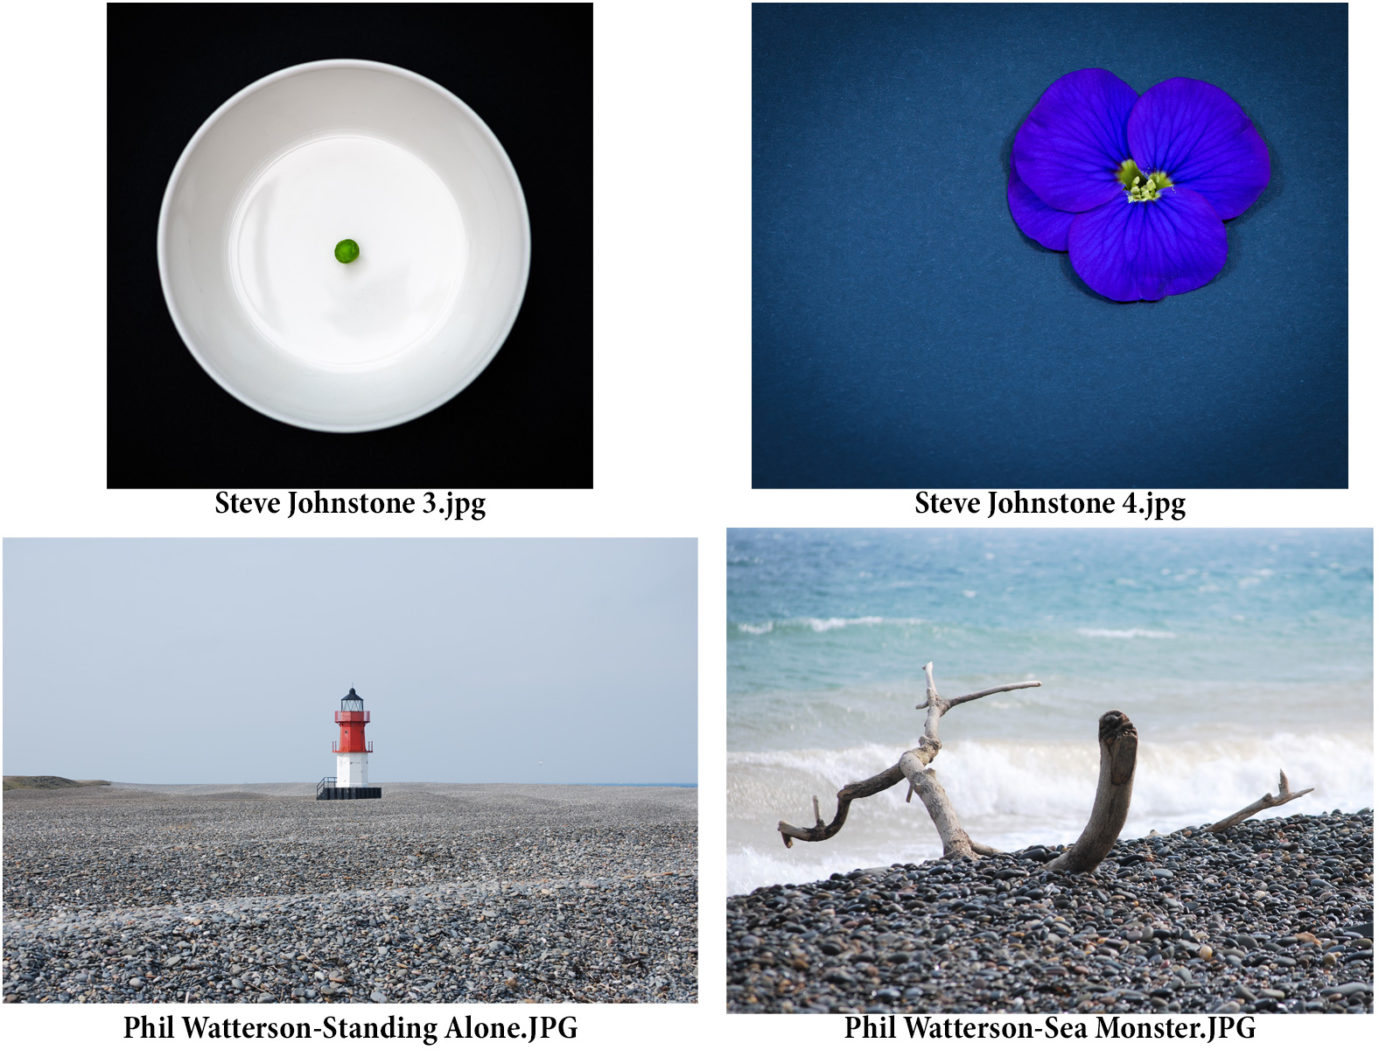 Steve Johnstone 3.jpg
Steve Johnstone 4.jpg
Phil Watterson-Standing Alone.JPG
Phil Watterson-Sea Monster.JPG